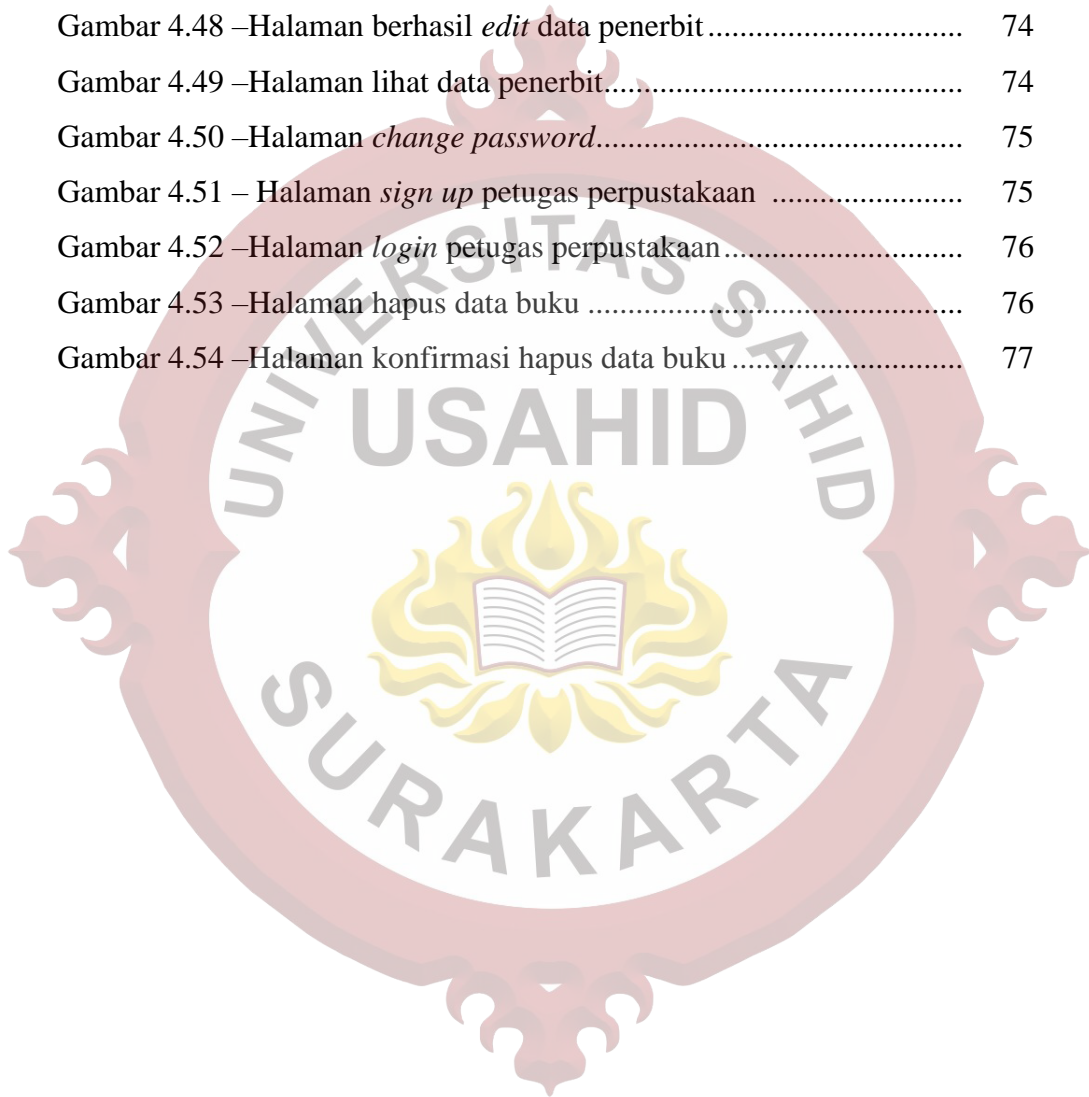 Gambar 4.48 –Halaman berhasil edit data penerbit............................ 74
Gambar 4.49 –Halaman lihat data penerbit....................................... 74
Gambar 4.50 –Halaman change password........................................ 75
Gambar 4.51 – Halaman sign up petugas perpustakaan ..................... 75
Gambar 4.52 –Halaman login petugas perpustakaan.......................... 76
Gambar 4.53 –Halaman hapus data buku ......................................... 76
Gambar 4.54 –Halaman konfirmasi hapus data buku......................... 77
UNIVERSITAS SAHID
USAHID
SURAKARTA